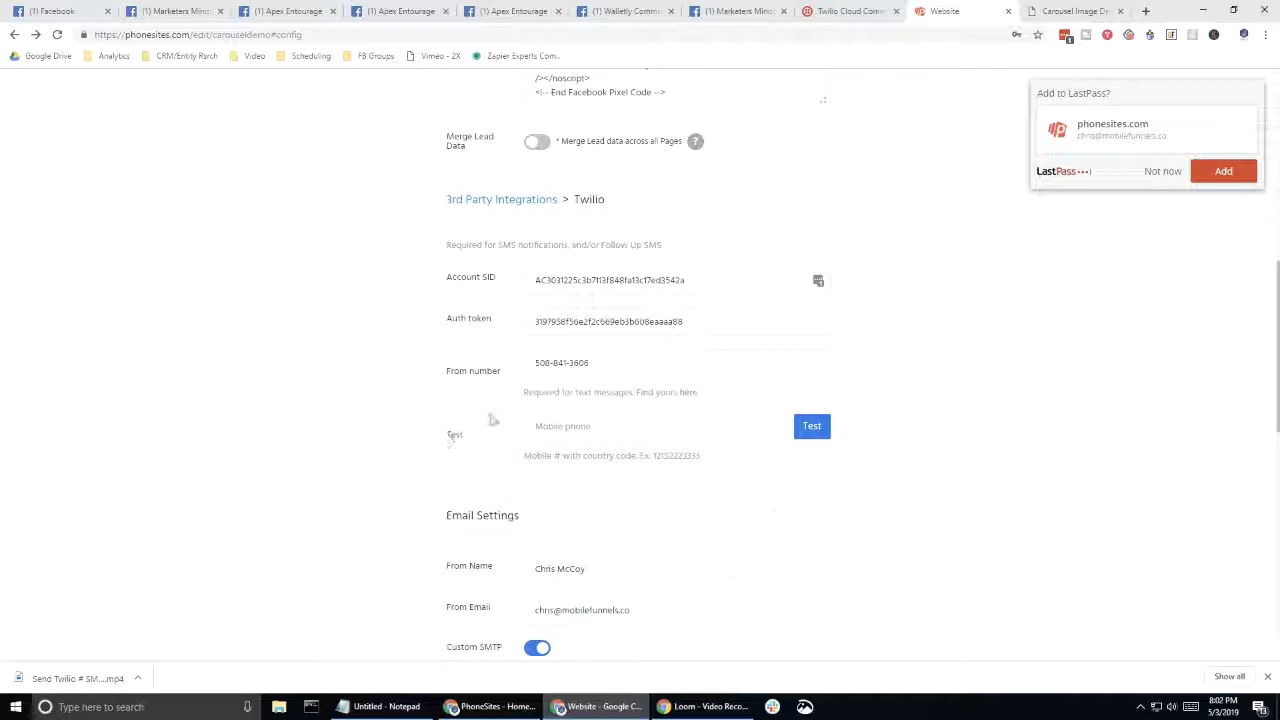 (1) Facebook
(1) Marketers Mind
(1) Apex Entourage
(1) Apex Entourage
(1) Apex Entourage
(1) Walletly Commu
(1) Marketers Mind
Twilio Cloud Comm
Website
Carousel Image D
https://phonesites.com/edit/carouseldemo#config
Google Drive
Analytics
CRM/Entity Rsrch
Video
Scheduling
FB Groups
Vimeo - 2X
Zapier Experts Com...
/></noscript>
<!-- End Facebook Pixel Code -->
Merge Lead
Data
* Merge Lead data across all Pages ?
3rd Party Integrations > Twilio
Required for SMS notifications, and/or Follow Up SMS
Account SID
AC3031225c3b7113f848fa13c17ed3542a
Auth token
3197958f56e2f2c669eb3b608eaaaa88
From number
508-841-3606
Required for text messages. Find yours here
Test
Mobile phone
Test
Mobile # with country code. Ex: 12152223333
Email Settings
From Name
Chris McCoy
From Email
chris@mobilefunnels.co
Custom SMTP
Add to LastPass?
phonesites.com
chris@mobilefunnels.co
LastPass
Not now
Add
Send Twilio # SM....mp4
Show all
Type here to search
Untitled - Notepad
PhoneSites - Home...
Website - Google C...
Loom - Video Reco...
8:02 PM
5/3/2019